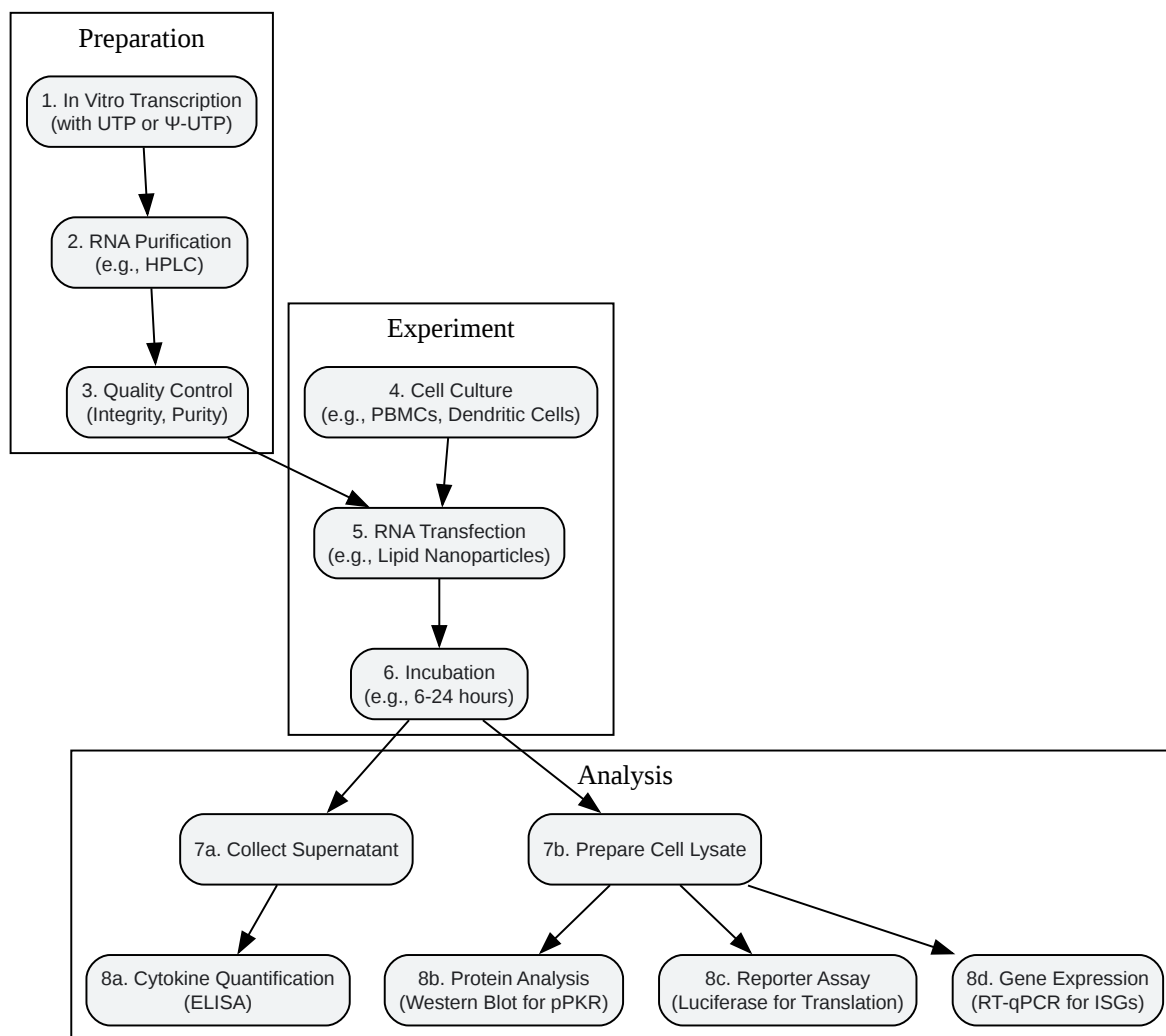 Preparation
1. In Vitro Transcription
(with UTP or Ψ-UTP)
2. RNA Purification
(e.g., HPLC)
3. Quality Control
(Integrity, Purity)
Experiment
4. Cell Culture
(e.g., PBMCs, Dendritic Cells)
5. RNA Transfection
(e.g., Lipid Nanoparticles)
6. Incubation
(e.g., 6-24 hours)
Analysis
7a. Collect Supernatant
7b. Prepare Cell Lysate
8a. Cytokine Quantification
(ELISA)
8b. Protein Analysis
(Western Blot for pPKR)
8c. Reporter Assay
(Luciferase for Translation)
8d. Gene Expression
(RT-qPCR for ISGs)